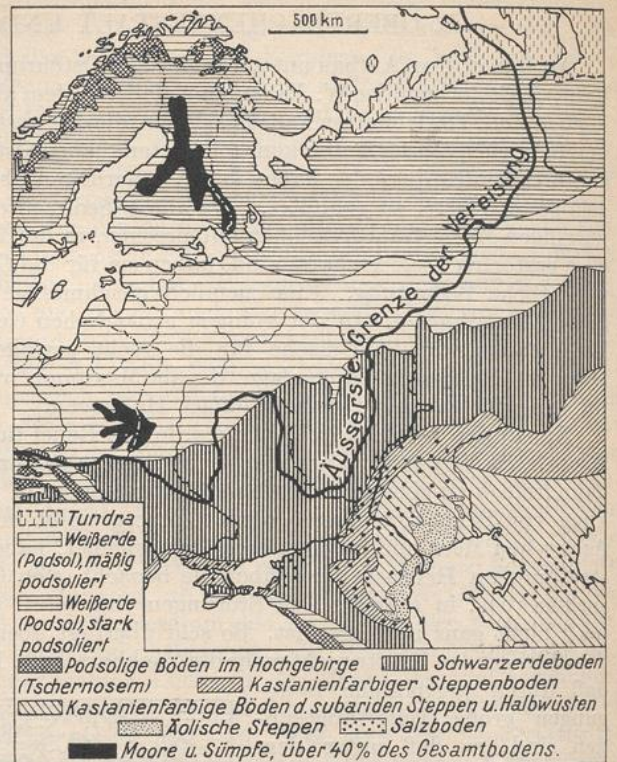 500 km
Äusserste Grenze der Vereisung
Tundra
Weißerde
(Podsol), mäßig
podsoliert
Weißerde
(Podsol), stark
podsoliert
Podsolige Böden im Hochgebirge Schwarzerdeboden
(Tschernosem) Kastanienfarbiger Steppenboden
Kastanienfarbige Böden d. subariden Steppen u. Halbwüsten
Äolische Steppen Salzboden
Moore u. Sümpfe, über 40% des Gesamtbodens.